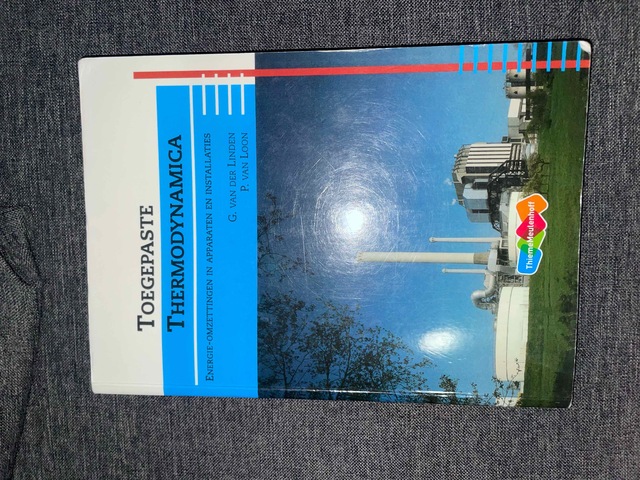 TOEGEPASTE
THERMODYNAMICA
ENERGIE-OMZETTINGEN IN APPARATEN EN INSTALLATIES
G. VAN DER LINDEN
P. VAN LOON
ThiemeMeulenhoff